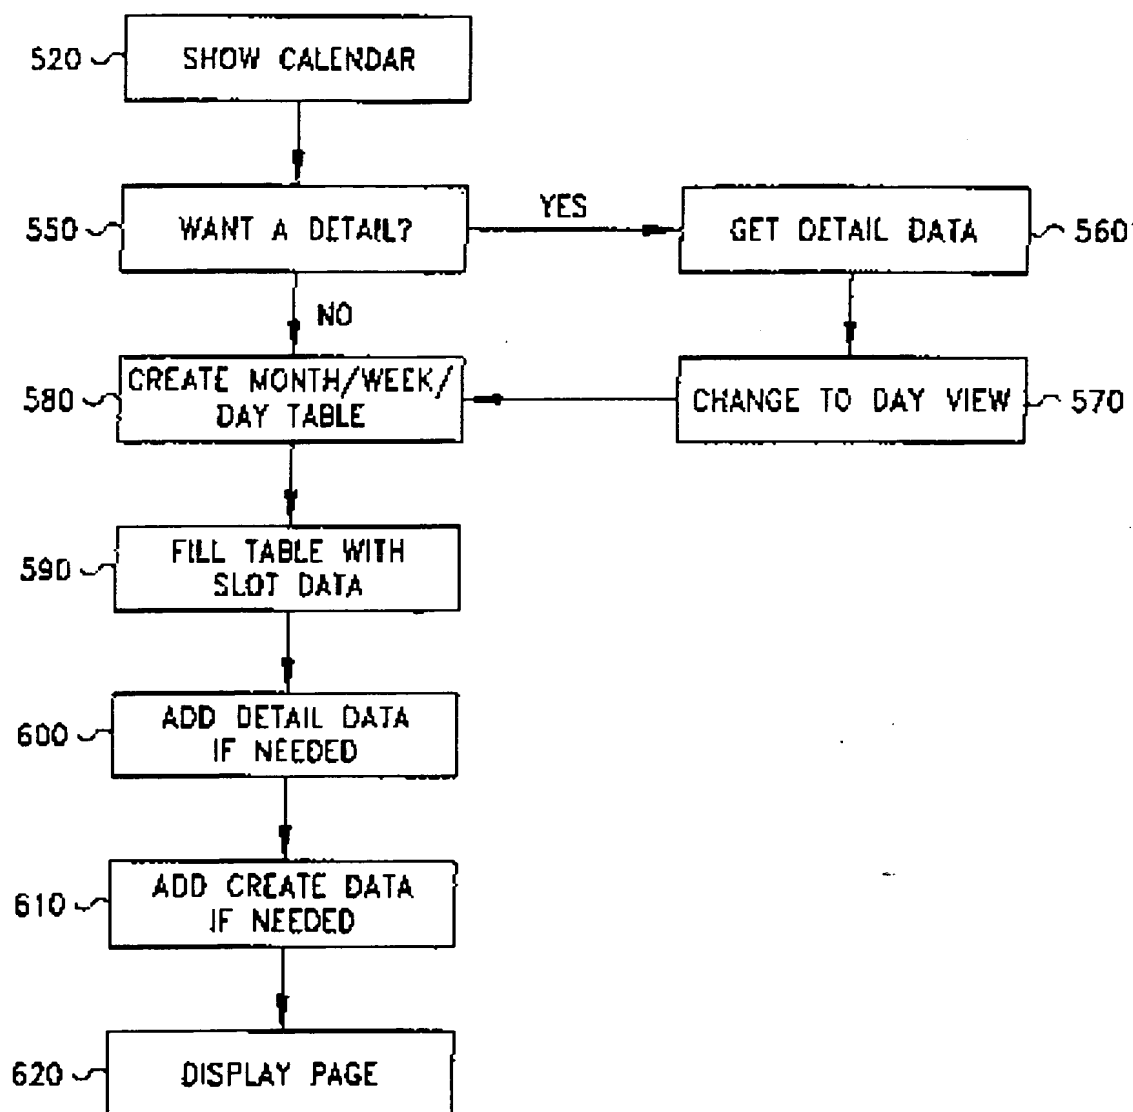 520
SHOW CALENDAR
550
WANT A DETAIL?
YES
GET DETAIL DATA
560
NO
580
CREATE MONTH/WEEK/
DAY TABLE
CHANGE TO DAY VIEW
570
590
FILL TABLE WITH
SLOT DATA
600
ADD DETAIL DATA
IF NEEDED
610
ADD CREATE DATA
IF NEEDED
620
DISPLAY PAGE